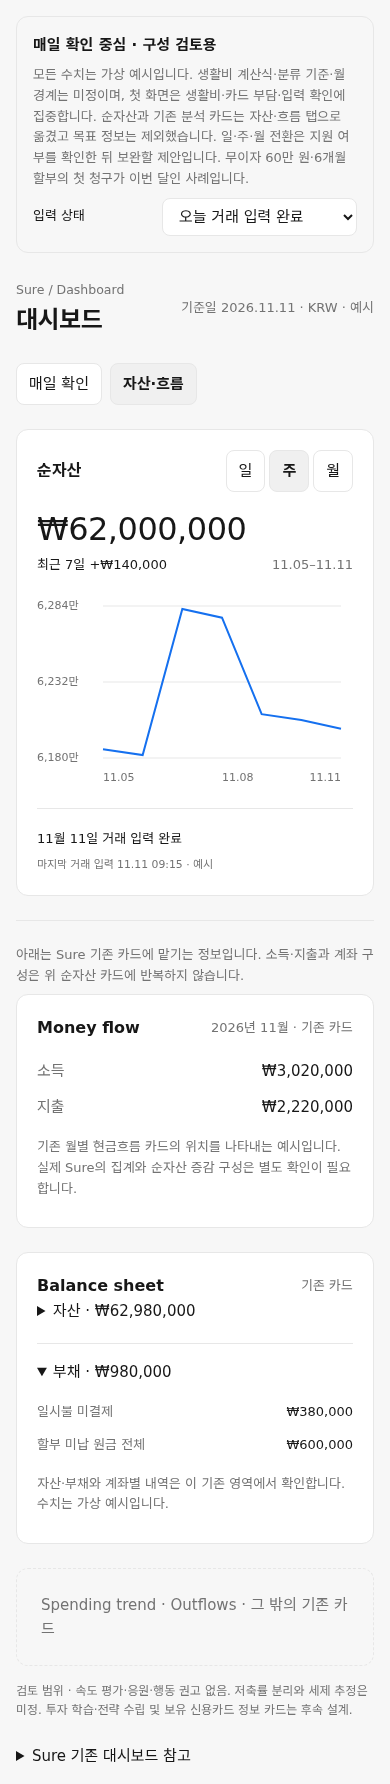 매일 확인 중심 · 구성 검토용
모든 수치는 가상 예시입니다. 생활비 계산식·분류 기준·월
경계는 미정이며, 첫 화면은 생활비·카드 부담·입력 확인에
집중합니다. 순자산과 기존 분석 카드는 자산·흐름 탭으로
옮겼고 목표 정보는 제외했습니다. 일·주·월 전환은 지원 여
부를 확인한 뒤 보완할 제안입니다. 무이자 60만 원·6개월
할부의 첫 청구가 이번 달인 사례입니다.
입력 상태
오늘 거래 입력 완료
Sure / Dashboard
대시보드
기준일 2026.11.11 · KRW · 예시
매일 확인
자산·흐름
순자산
일
주
월
₩62,000,000
최근 7일 +₩140,000
11.05–11.11
6,284만
6,232만
6,180만
11.05
11.08
11.11
11월 11일 거래 입력 완료
마지막 거래 입력 11.11 09:15 · 예시
아래는 Sure 기존 카드에 맡기는 정보입니다. 소득·지출과 계좌 구
성은 위 순자산 카드에 반복하지 않습니다.
Money flow
2026년 11월 · 기존 카드
소득
₩3,020,000
지출
₩2,220,000
기존 월별 현금흐름 카드의 위치를 나타내는 예시입니다.
실제 Sure의 집계와 순자산 증감 구성은 별도 확인이 필요
합니다.
Balance sheet
기존 카드
▶ 자산 · ₩62,980,000
▼ 부채 · ₩980,000
일시불 미결제
₩380,000
할부 미납 원금 전체
₩600,000
자산·부채와 계좌별 내역은 이 기존 영역에서 확인합니다.
수치는 가상 예시입니다.
Spending trend · Outflows · 그 밖의 기존 카
드
검토 범위 · 속도 평가·응원·행동 권고 없음. 저축률 분리와 세제 추정은
미정. 투자 학습·전략 수립 및 보유 신용카드 정보 카드는 후속 설계.
▶ Sure 기존 대시보드 참고